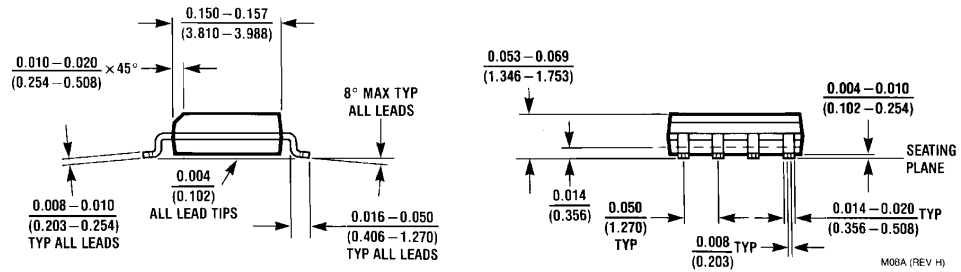 0.150–0.157
(3.810–3.988)
0.010–0.020 ×45°
(0.254–0.508)
8° MAX TYP
ALL LEADS
0.004
(0.102)
ALL LEAD TIPS
0.008–0.010
(0.203–0.254)
TYP ALL LEADS
0.016–0.050
(0.406–1.270)
TYP ALL LEADS
0.053–0.069
(1.346–1.753)
0.004–0.010
(0.102–0.254)
SEATING
PLANE
0.014
(0.356)
0.050
(1.270)
TYP
0.014–0.020 TYP
(0.356–0.508)
0.008 TYP
(0.203)
M08A (REV H)